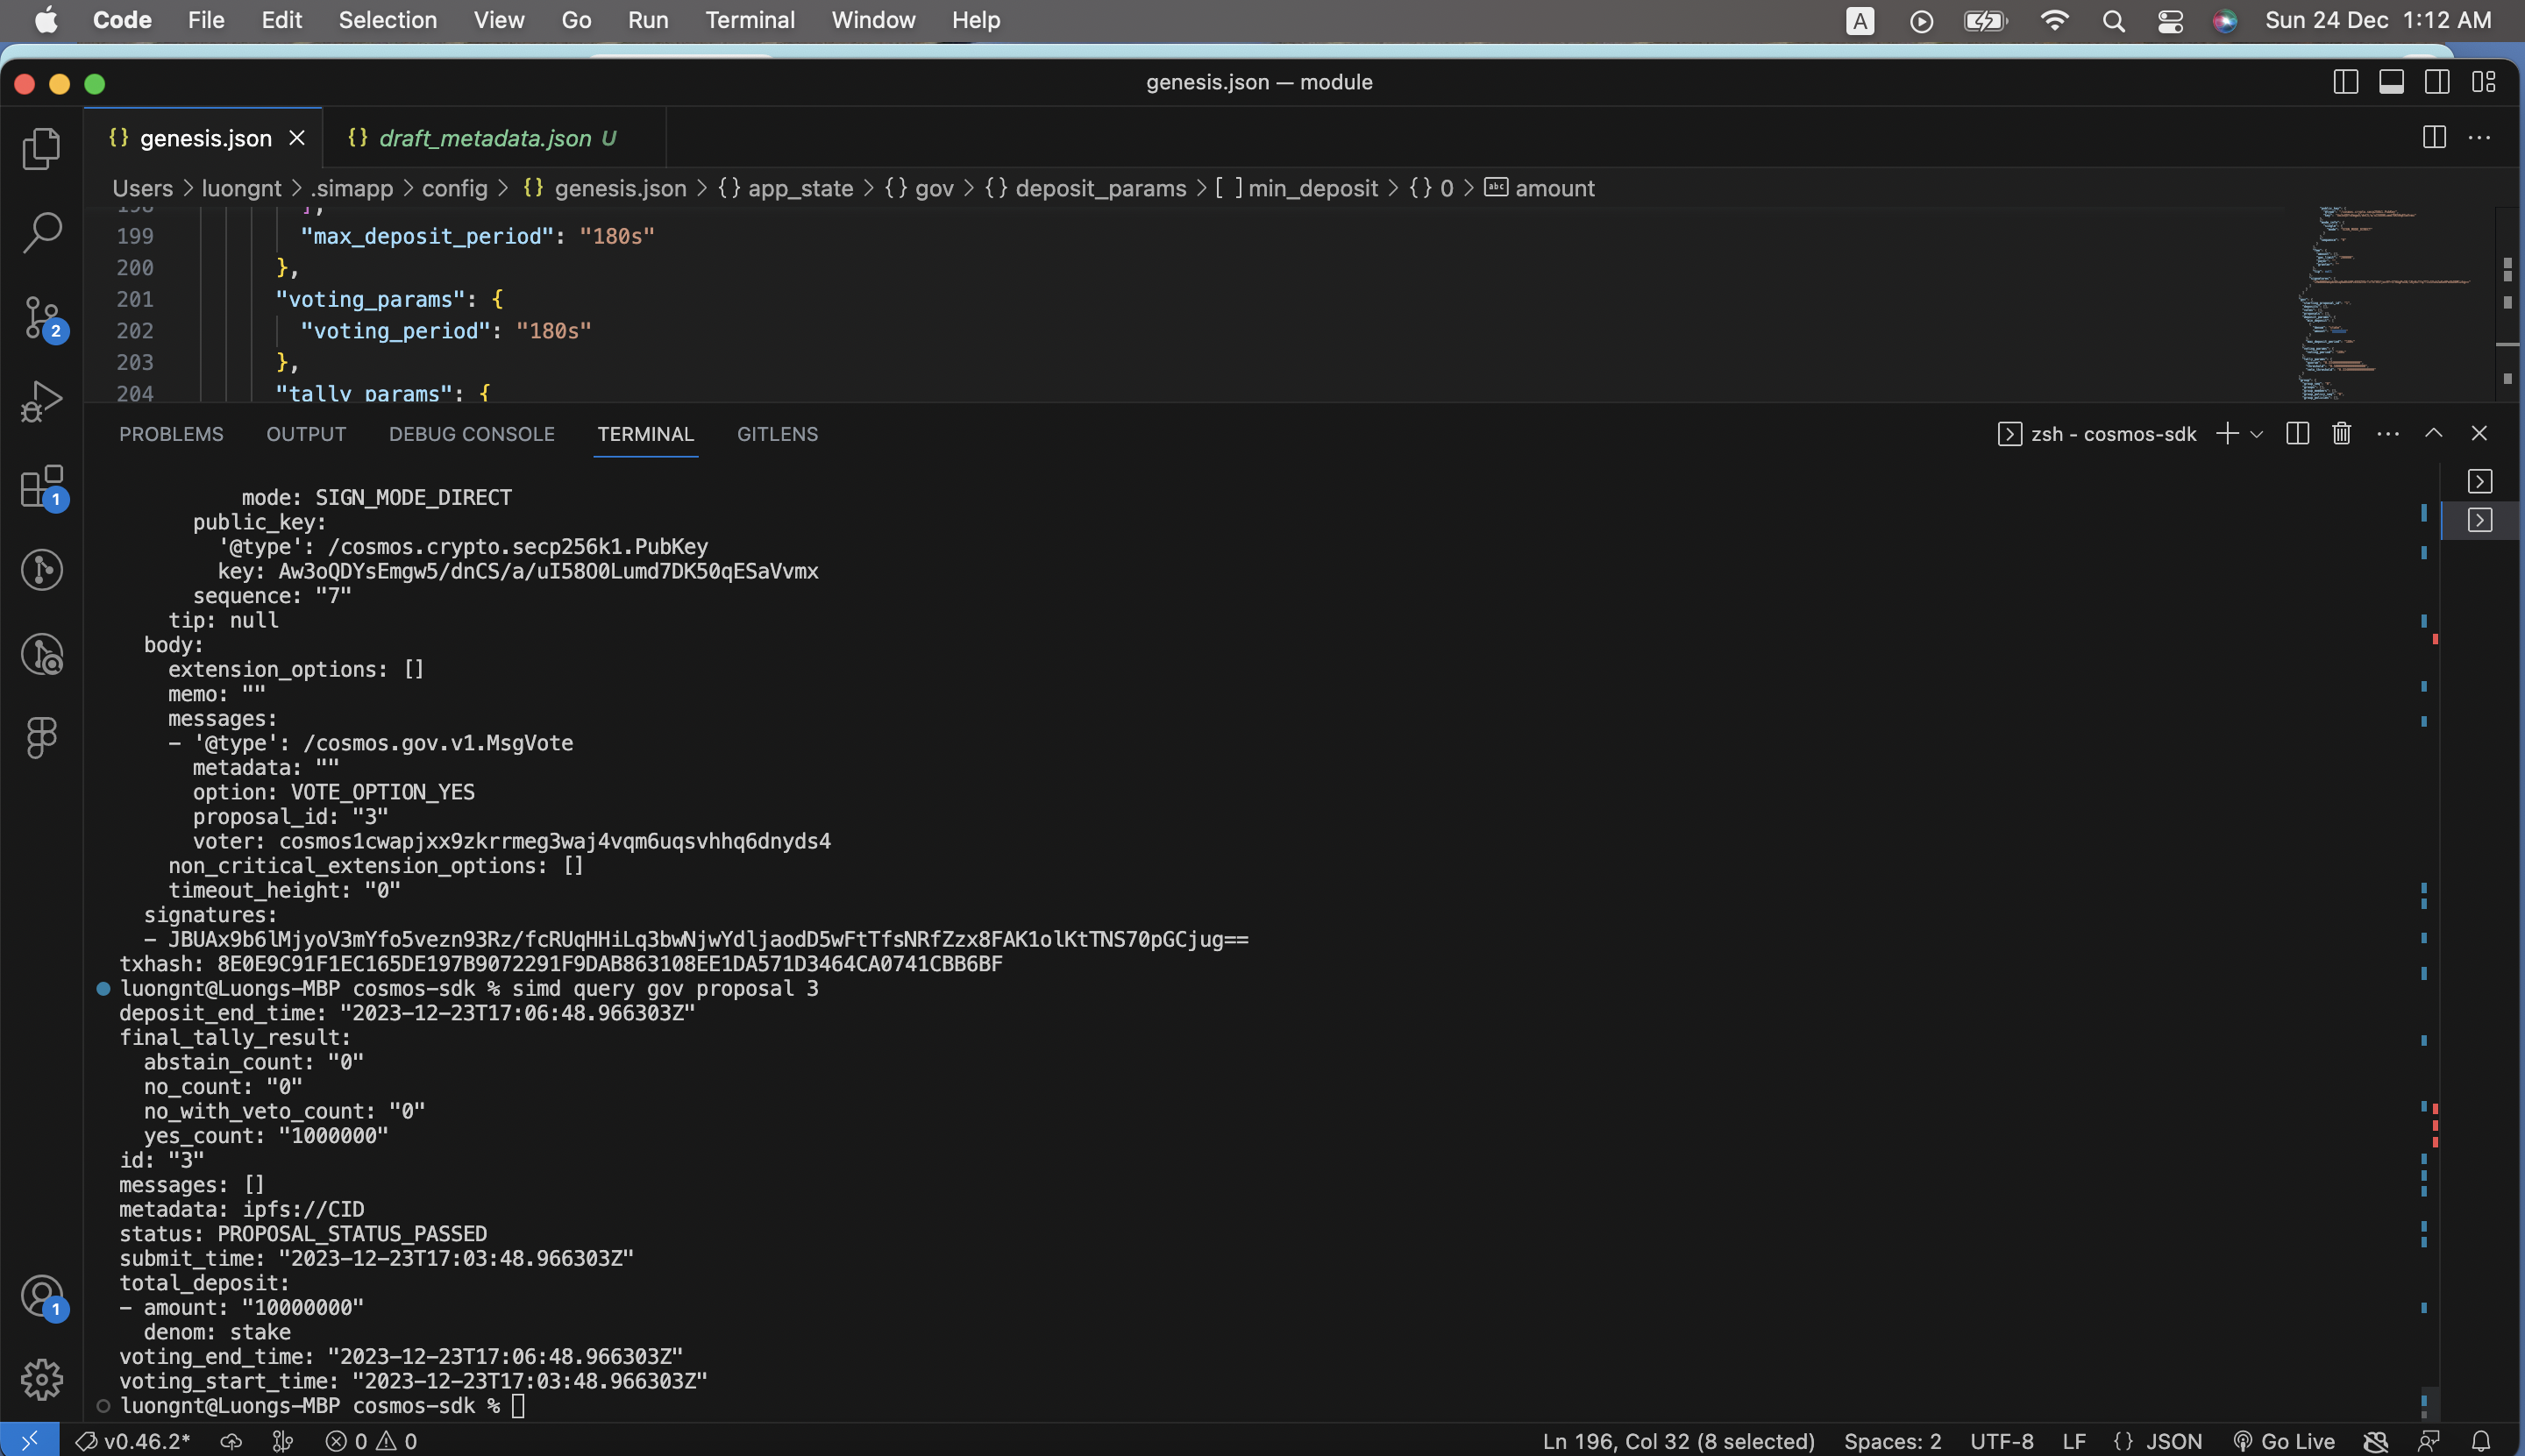 Code File Edit Selection View Go Run Terminal Window Help A Sun 24 Dec 1:12 AM
genesis.json — module
{} genesis.json {} draft_metadata.json U
Users > luongnt > .simapp > config > {} genesis.json > {} app_state > {} gov > {} deposit_params > [ ] min_deposit > {} 0 > abc amount
198 ],
199 "max_deposit_period": "180s"
200 },
201 "voting_params": {
202 "voting_period": "180s"
203 },
204 "tally_params": {
PROBLEMS OUTPUT DEBUG CONSOLE TERMINAL GITLENS zsh - cosmos-sdk
mode: SIGN_MODE_DIRECT
public_key:
'@type': /cosmos.crypto.secp256k1.PubKey
key: Aw3oQDYsEmgw5/dnCS/a/uI58O0Lumd7DK50qESaVvmx
sequence: "7"
tip: null
body:
extension_options: []
memo: ""
messages:
- '@type': /cosmos.gov.v1.MsgVote
metadata: ""
option: VOTE_OPTION_YES
proposal_id: "3"
voter: cosmos1cwapjxx9zkrrmeg3waj4vqm6uqsvhhq6dnyds4
non_critical_extension_options: []
timeout_height: "0"
signatures:
- JBUAx9b6lMjyoV3mYfo5vezn93Rz/fcRUqHHiLq3bwNjwYdljaodD5wFtTfsNRfZzx8FAK1olKtTNS70pGCjug==
txhash: 8E0E9C91F1EC165DE197B9072291F9DAB863108EE1DA571D3464CA0741CBB6BF
luongnt@Luongs-MBP cosmos-sdk % simd query gov proposal 3
deposit_end_time: "2023-12-23T17:06:48.966303Z"
final_tally_result:
abstain_count: "0"
no_count: "0"
no_with_veto_count: "0"
yes_count: "1000000"
id: "3"
messages: []
metadata: ipfs://CID
status: PROPOSAL_STATUS_PASSED
submit_time: "2023-12-23T17:03:48.966303Z"
total_deposit:
- amount: "10000000"
denom: stake
voting_end_time: "2023-12-23T17:06:48.966303Z"
voting_start_time: "2023-12-23T17:03:48.966303Z"
luongnt@Luongs-MBP cosmos-sdk %
2
1
1
v0.46.2* 0 0 Ln 196, Col 32 (8 selected) Spaces: 2 UTF-8 LF {} JSON Go Live